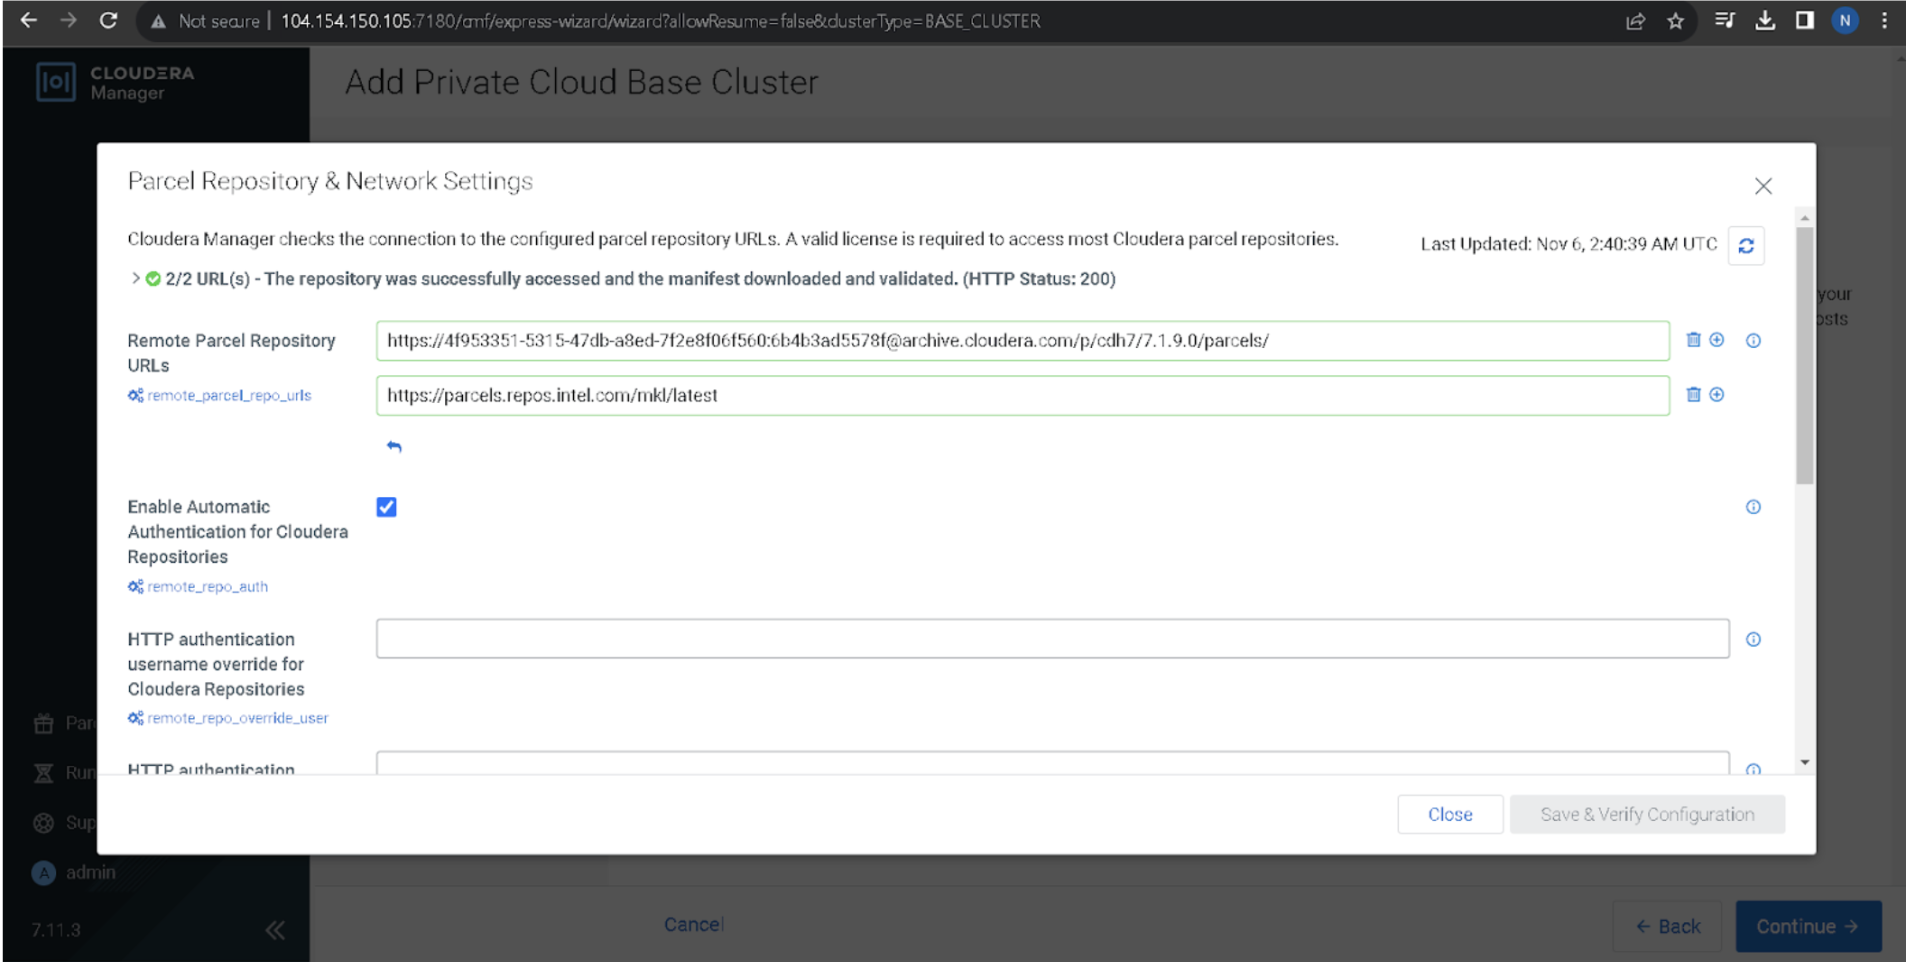 Not secure | 104.154.150.105:7180/cmf/express-wizard/wizard?allowResume=false&clusterType=BASE_CLUSTER
N
CLOUDERA
Manager
Add Private Cloud Base Cluster
Parcel Repository & Network Settings
Cloudera Manager checks the connection to the configured parcel repository URLs. A valid license is required to access most Cloudera parcel repositories.
Last Updated: Nov 6, 2:40:39 AM UTC
2/2 URL(s) - The repository was successfully accessed and the manifest downloaded and validated. (HTTP Status: 200)
your
osts
Remote Parcel Repository
URLs
remote_parcel_repo_urls
https://4f953351-5315-47db-a8ed-7f2e8f06f560:6b4b3ad5578f@archive.cloudera.com/p/cdh7/7.1.9.0/parcels/
https://parcels.repos.intel.com/mkl/latest
Enable Automatic
Authentication for Cloudera
Repositories
remote_repo_auth
HTTP authentication
username override for
Cloudera Repositories
remote_repo_override_user
HTTP authentication
Par
Run
Sup
Close
Save & Verify Configuration
A
admin
7.11.3
Cancel
Back
Continue